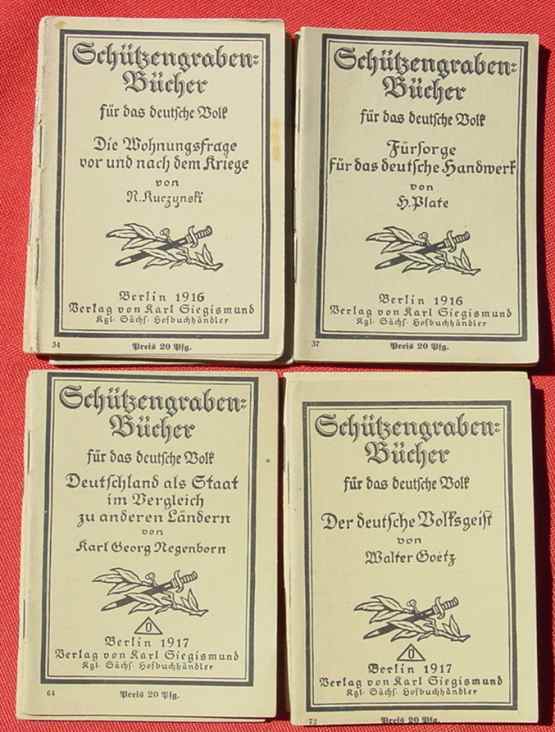 Schützengraben-
Bücher
für das deutsche Volk
Die Wohnungsfrage
vor und nach dem Kriege
von
R. Kuczynski
Berlin 1916
Verlag von Karl Siegismund
Kgl. Sächs. Hofbuchhändler
34
Preis 20 Pfg.
Schützengraben-
Bücher
für das deutsche Volk
Fürsorge
für das deutsche Handwerk
von
H. Plate
Berlin 1916
Verlag von Karl Siegismund
Kgl. Sächs. Hofbuchhändler
37
Preis 20 Pfg.
Schützengraben-
Bücher
für das deutsche Volk
Deutschland als Staat
im Vergleich
zu anderen Ländern
von
Karl Georg Negenborn
0
Berlin 1917
Verlag von Karl Siegismund
Kgl. Sächs. Hofbuchhändler
64
Preis 20 Pfg.
Schützengraben-
Bücher
für das deutsche Volk
Der deutsche Volksgeist
von
Walter Goetz
0
Berlin 1917
Verlag von Karl Siegismund
Kgl. Sächs. Hofbuchhändler
72
Preis 20 Pfg.